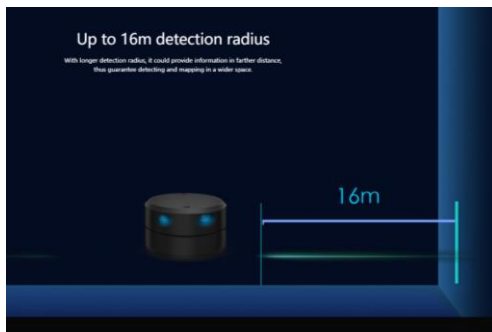 Up to 16m detection radius
With longer detection radius, it could provide information in farther distance,
thus guarantee detecting and mapping in a wider space.
16m